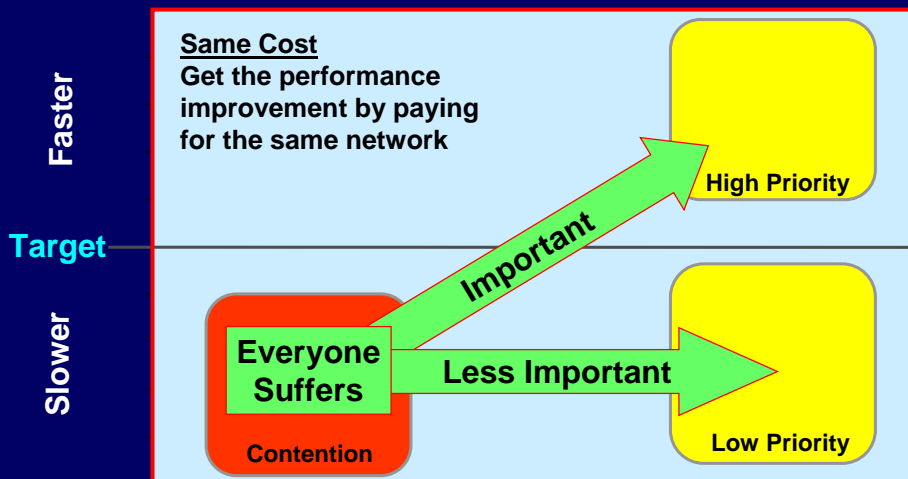 Same Cost
Get the performance
improvement by paying
for the same network
Faster
High Priority
Important
Target
Slower
Everyone
Suffers
Less Important
Contention
Low Priority